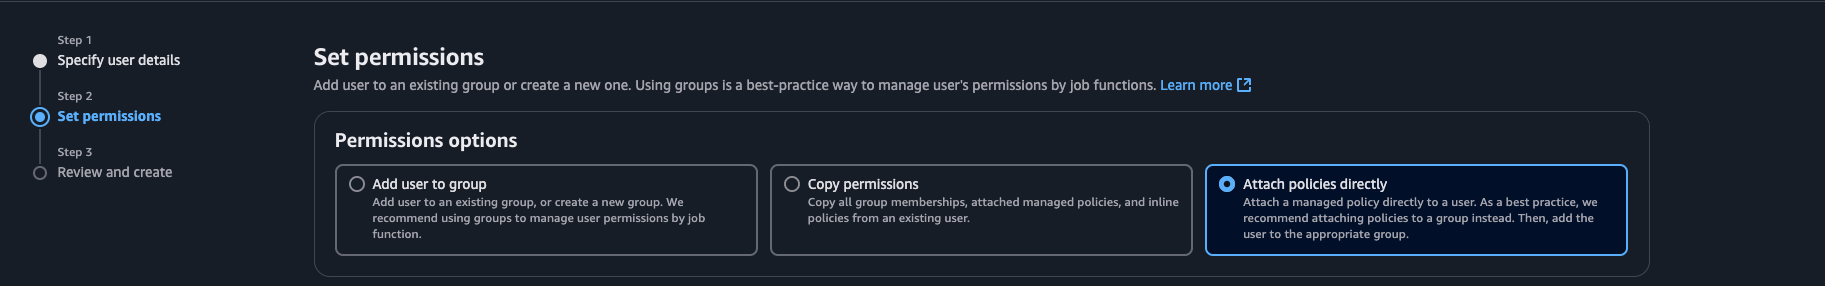 Step 1
Specify user details
Step 2
Set permissions
Step 3
Review and create
Set permissions
Add user to an existing group or create a new one. Using groups is a best-practice way to manage user's permissions by job functions. Learn more
Permissions options
Add user to group
Add user to an existing group, or create a new group. We
recommend using groups to manage user permissions by job
function.
Copy permissions
Copy all group memberships, attached managed policies, and inline
policies from an existing user.
Attach policies directly
Attach a managed policy directly to a user. As a best practice, we
recommend attaching policies to a group instead. Then, add the
user to the appropriate group.